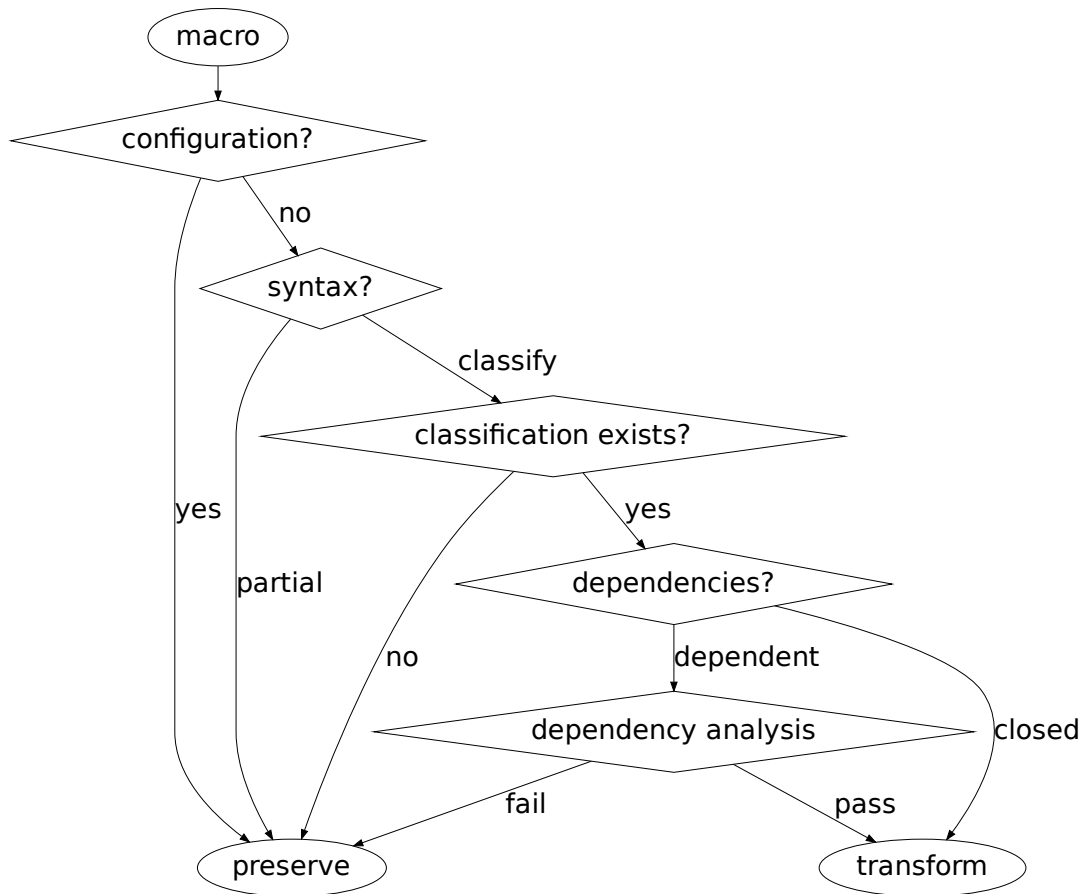 macro
configuration?
no
syntax?
classify
classification exists?
yes
yes
dependencies?
partial
no
dependent
dependency analysis
closed
fail
pass
preserve
transform